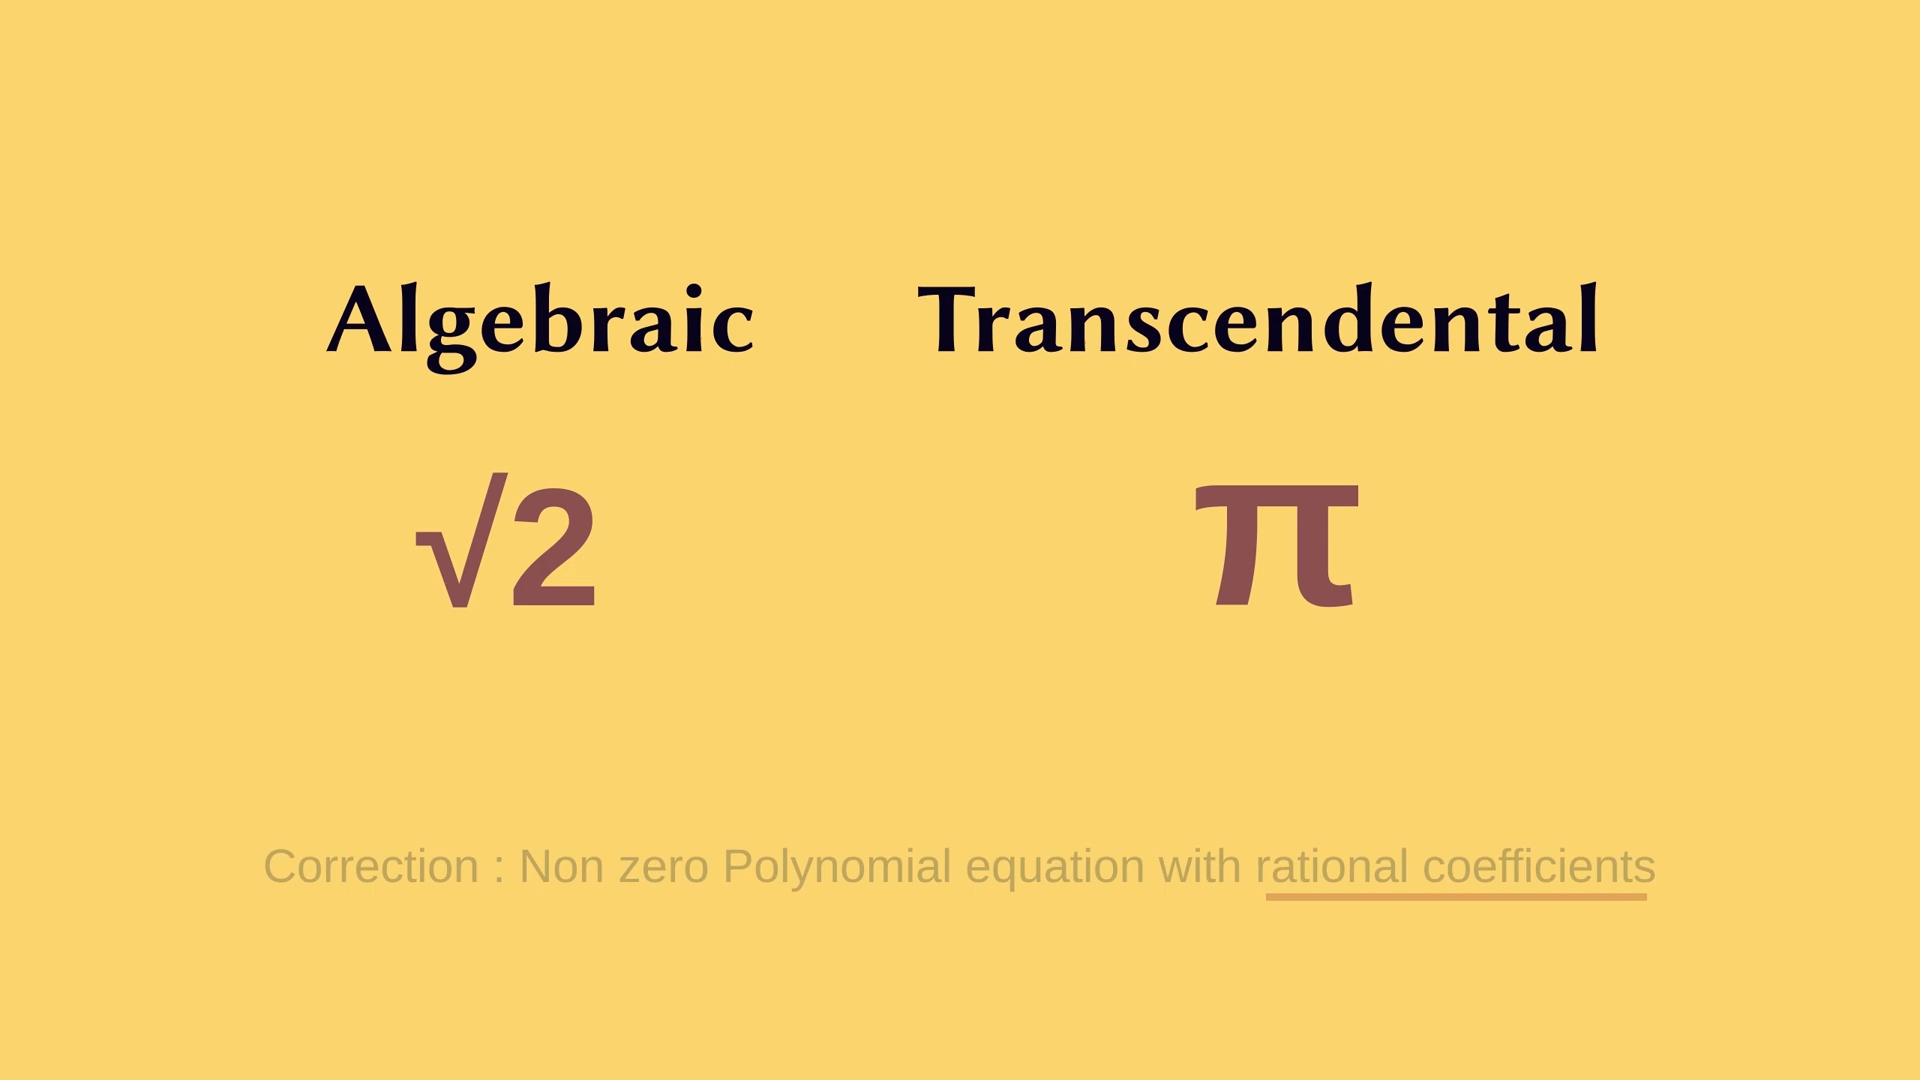 Algebraic Transcendental
√2 π
Correction : Non zero Polynomial equation with rational coefficients